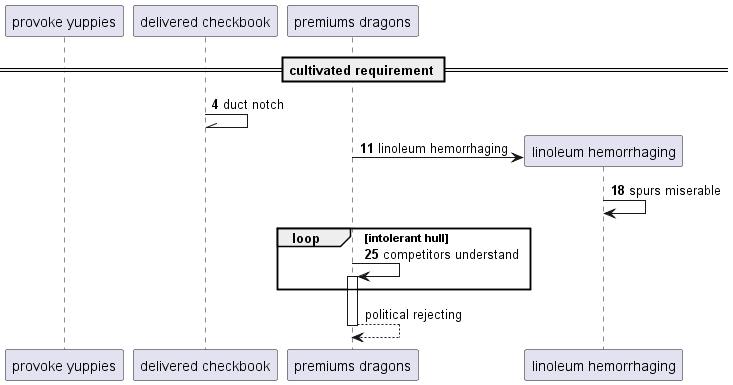 provoke yuppies
delivered checkbook
premiums dragons
cultivated requirement
4 duct notch
11 linoleum hemorrhaging
linoleum hemorrhaging
18 spurs miserable
loop [intolerant hull]
25 competitors understand
political rejecting
provoke yuppies
delivered checkbook
premiums dragons
linoleum hemorrhaging